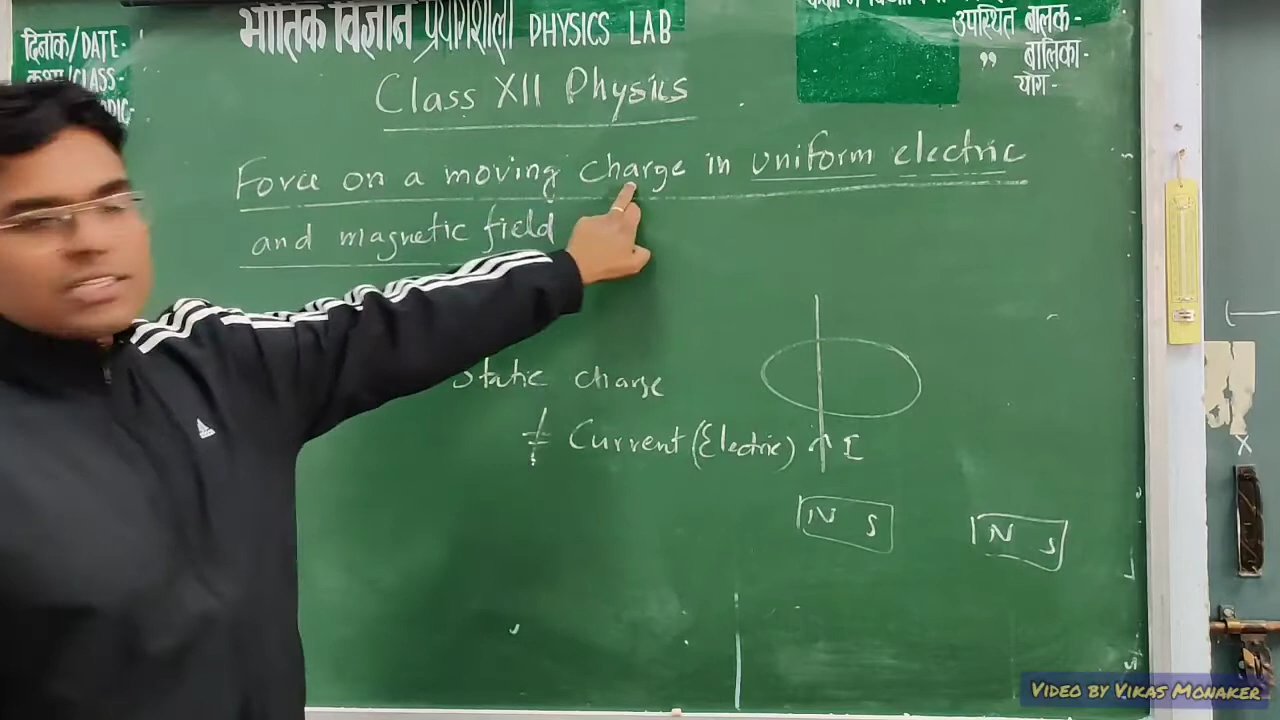 दिनांक/DATE-
कक्षा/CLASS-
भौतिक विज्ञान प्रयोगशाला PHYSICS LAB
उपस्थित बालक-
” बालिका-
योग-
Class XII Physics
Force on a moving charge in uniform electric
and magnetic field
Static charge
Current (Electric) I
N S
N S
X
VIDEO BY VIKAS MONAKER